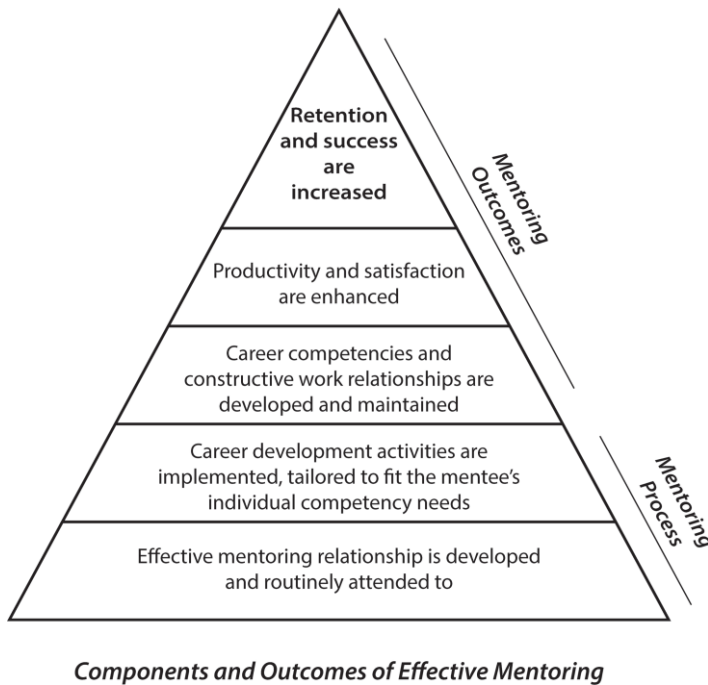 Retention
and success
are
increased
Mentoring
Outcomes
Productivity and satisfaction
are enhanced
Career competencies and
constructive work relationships are
developed and maintained
Career development activities are
implemented, tailored to fit the mentee’s
individual competency needs
Mentoring
Process
Effective mentoring relationship is developed
and routinely attended to
Components and Outcomes of Effective Mentoring